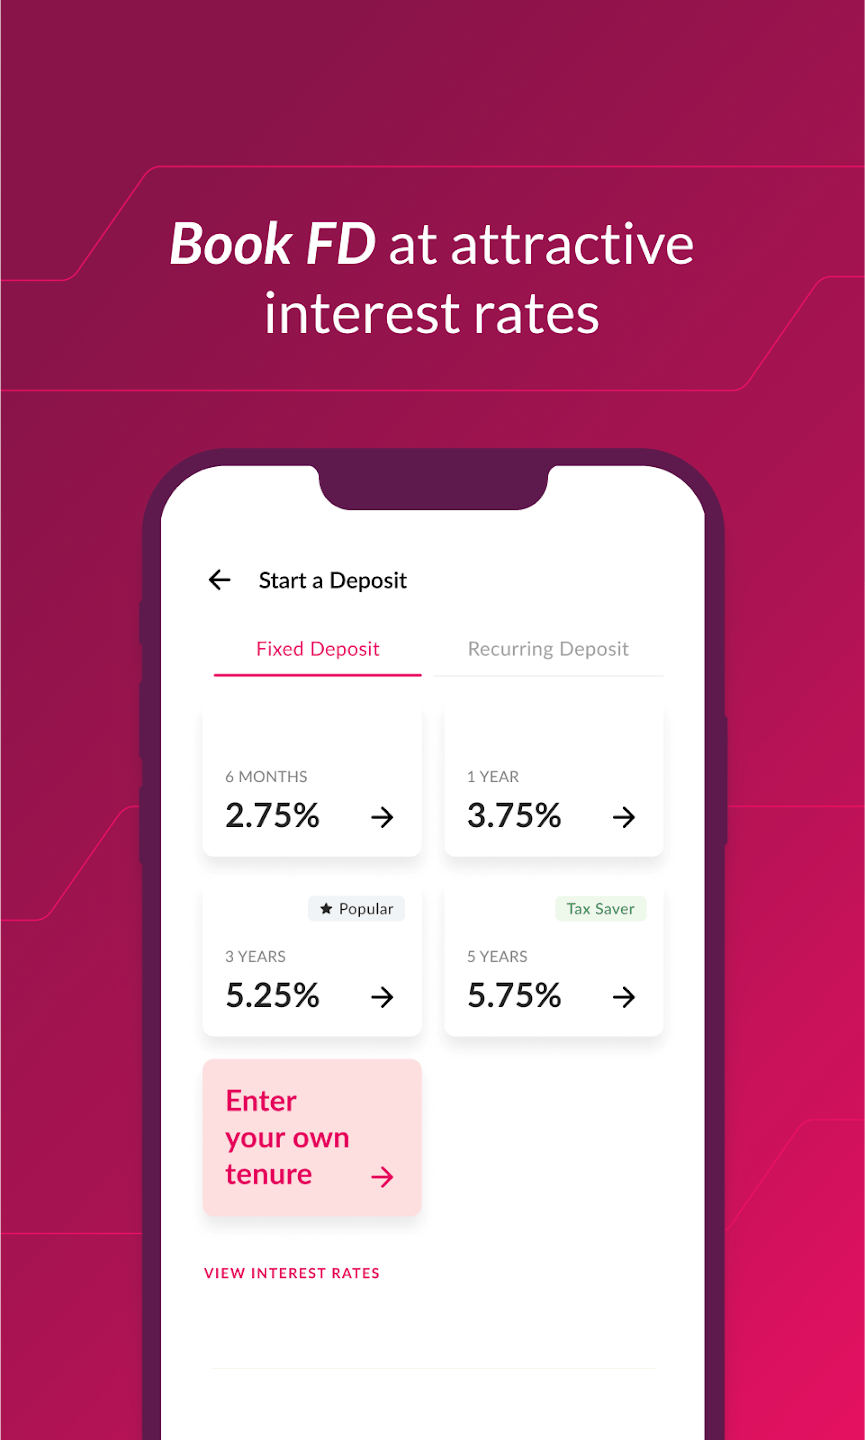 Book FD at attractive
interest rates
Start a Deposit
Fixed Deposit
Recurring Deposit
6 MONTHS
2.75%
1 YEAR
3.75%
Popular
3 YEARS
5.25%
Tax Saver
5 YEARS
5.75%
Enter
your own
tenure
VIEW INTEREST RATES